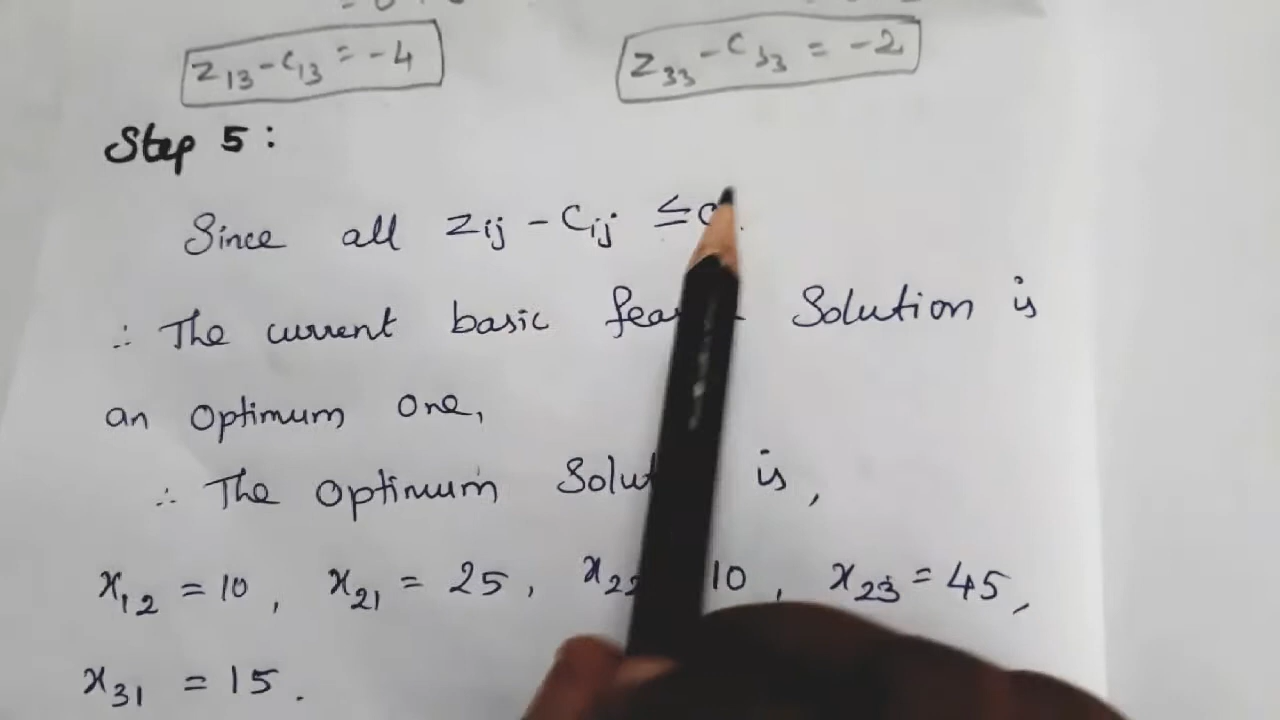 z13 - c13 = -4
z33 - c33 = -2
Step 5 :
Since all zij - cij ≤
∴ The current basic Solution is
an optimum one,
∴ The optimum is,
x12 = 10, x21 = 25, 10, x23 = 45,
x31 = 15.